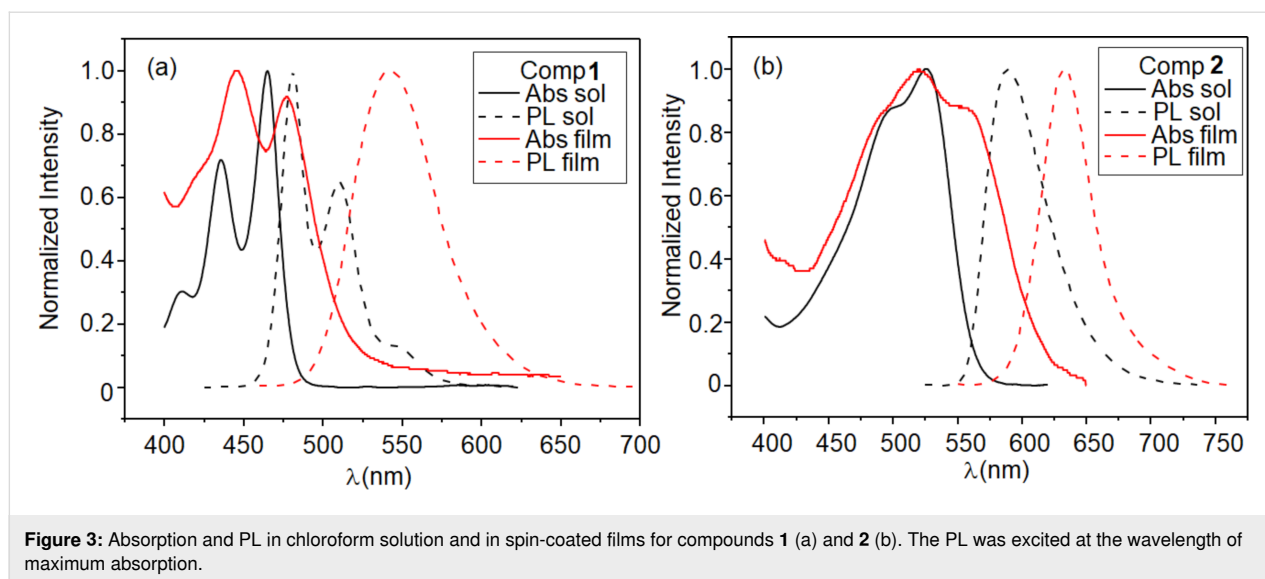 (a)
Comp1
Abs sol
PL sol
Abs film
PL film
Normalized Intensity
1.0
0.8
0.6
0.4
0.2
0
400 450 500 550 600 650 700
λ(nm)
(b)
Comp 2
Abs sol
PL sol
Abs film
PL film
Normalized Intensity
1.0
0.8
0.6
0.4
0.2
0
400 450 500 550 600 650 700 750
λ(nm)
Figure 3: Absorption and PL in chloroform solution and in spin-coated films for compounds 1 (a) and 2 (b). The PL was excited at the wavelength of
maximum absorption.